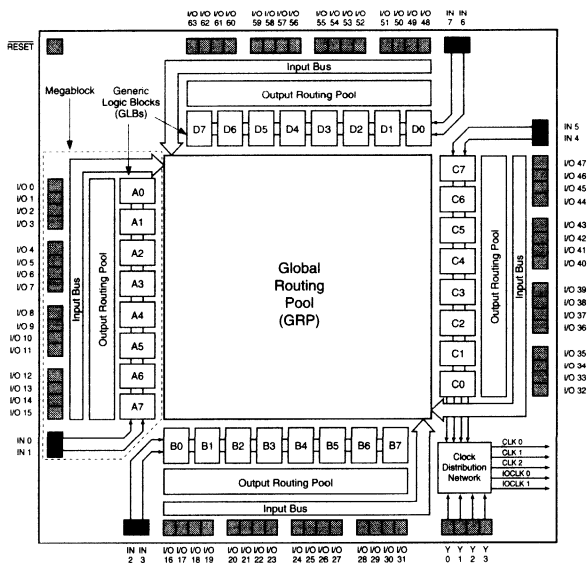 I/O I/O I/O I/O
63 62 61 60
I/O I/O I/O I/O
59 58 57 56
I/O I/O I/O I/O
55 54 53 52
I/O I/O I/O I/O
51 50 49 48
IN IN
7 6
RESET
Input Bus
Output Routing Pool
Megablock
Generic
Logic Blocks
(GLBs)
D7 D6 D5 D4 D3 D2 D1 D0
IN 5
IN 4
I/O 0
I/O 1
I/O 2
I/O 3
I/O 4
I/O 5
I/O 6
I/O 7
I/O 8
I/O 9
I/O 10
I/O 11
I/O 12
I/O 13
I/O 14
I/O 15
IN 0
IN 1
Input Bus
Output Routing Pool
A0
A1
A2
A3
A4
A5
A6
A7
Global
Routing
Pool
(GRP)
C7
C6
C5
C4
C3
C2
C1
C0
Output Routing Pool
Input Bus
I/O 47
I/O 46
I/O 45
I/O 44
I/O 43
I/O 42
I/O 41
I/O 40
I/O 39
I/O 38
I/O 37
I/O 36
I/O 35
I/O 34
I/O 33
I/O 32
B0 B1 B2 B3 B4 B5 B6 B7
Output Routing Pool
Input Bus
Clock
Distribution
Network
CLK 0
CLK 1
CLK 2
IOCLK 0
IOCLK 1
IN IN
2 3
I/O I/O I/O I/O
16 17 18 19
I/O I/O I/O I/O
20 21 22 23
I/O I/O I/O I/O
24 25 26 27
I/O I/O I/O I/O
28 29 30 31
Y Y Y Y
0 1 2 3